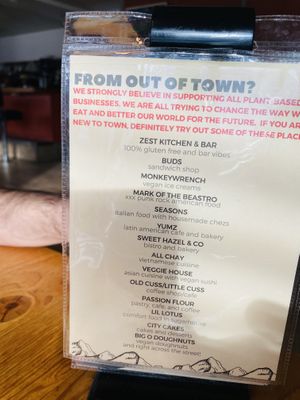 FROM OUT OF TOWN?
WE STRONGLY BELIEVE IN SUPPORTING ALL PLANT-BASED
BUSINESSES, WE ARE ALL TRYING TO CHANGE THE WAY W
EAT AND BETTER OUR WORLD FOR THE FUTURE. IF YOU AR
NEW TO TOWN, DEFINITELY TRY OUT SOME OF THESE PLAC
ZEST KITCHEN & BAR
100% gluten free and bar vibes
BUDS
sandwich shop
MONKEYWRENCH
vegan ice creams
MARK OF THE BEASTRO
xxx punk rock american food
SEASONS
italian food with housemade chezs
YUMZ
latin american cafe and bakery
SWEET HAZEL & CO
bistro and bakery
ALL CHAY
vietnamese cuisine
VEGGIE HOUSE
asian cuisine with vegan sushi
OLD CUSS/LITTLE CUSS
coffee shop/cafe
PASSION FLOUR
pastry, cafe, and coffee
LIL LOTUS
comfort food in sugarhouse
CITY CAKES
cakes and desserts
BIG O DOUGHNUTS
vegan doughnuts
and right across the street!